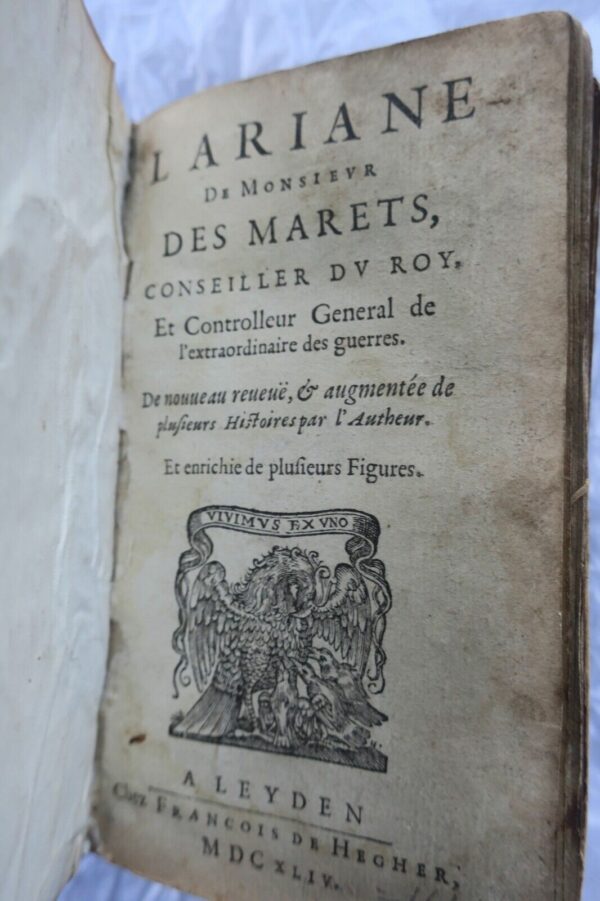 L ARIANE
DE MONSIEVR
DES MARETS,
CONSEILLER DV ROY,
Et Controlleur General de
l'extraordinaire des guerres.
De nouueau reueuë, & augmentée de
plusieurs Histoires par l'Autheur.
Et enrichie de plusieurs Figures.
VIVIMVS EX VNO
A LEYDEN
Chez FRANCOIS DE HEGHER,
MDCXLIV.